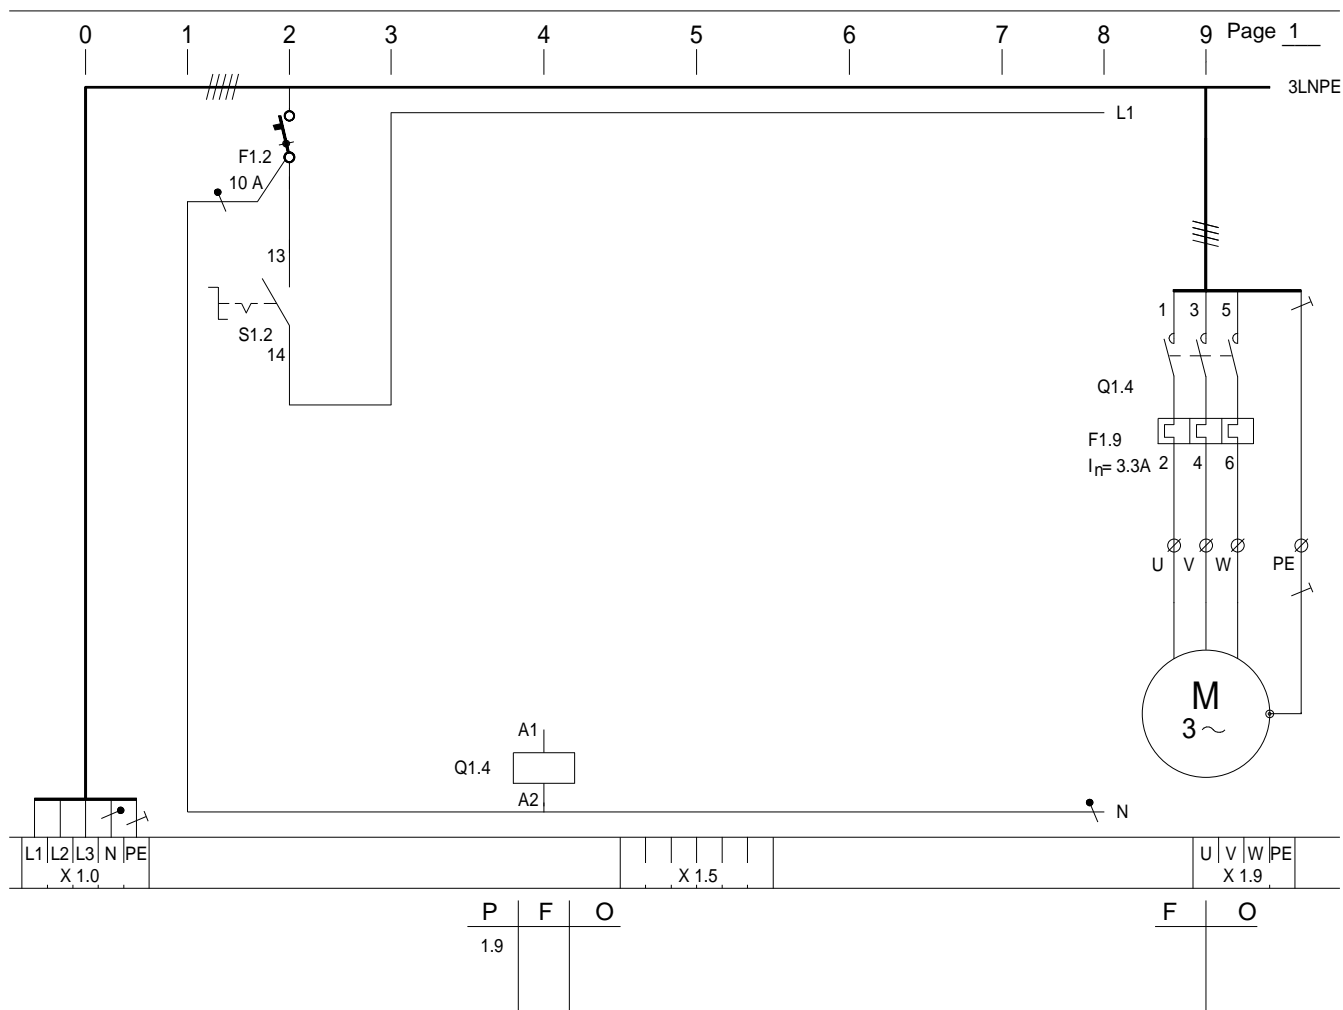 0 1 2 3 4 5 6 7 8 9 Page 1
3LNPE
L1
F1.2
10 A
13
S1.2
14
1 3 5
Q1.4
F1.9
In= 3.3A 2 4 6
U V W PE
M
3~
A1
Q1.4
A2
N
L1 L2 L3 N PE
X 1.0
X 1.5
U V W PE
X 1.9
P F O
1.9
F O